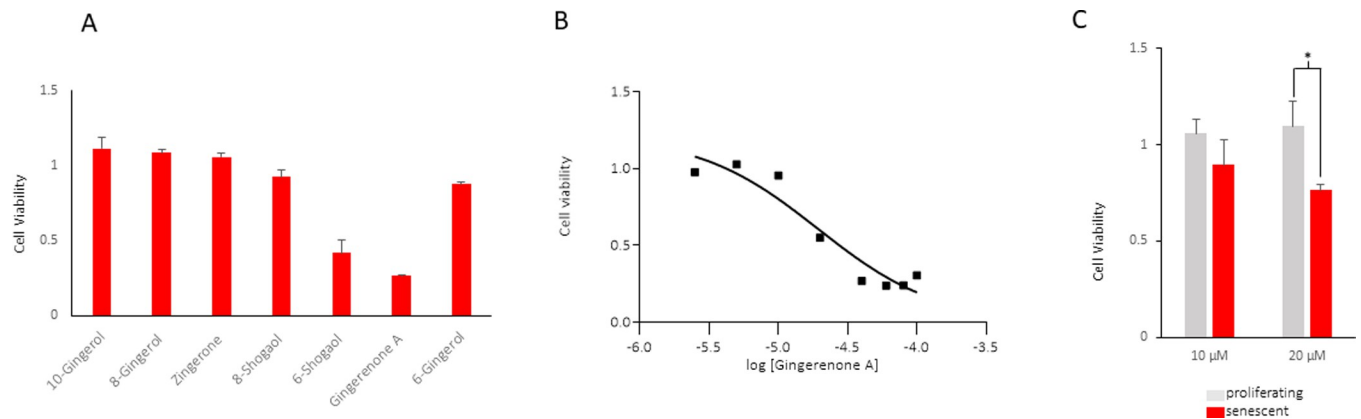 A
Cell Viability
1.5
1
0.5
0
10-Gingerol
8-Gingerol
Zingerone
8-Shogaol
6-Shogaol
Gingerenone A
6-Gingerol
B
Cell viability
1.5
1.0
0.5
0.0
-6.0 -5.5 -5.0 -4.5 -4.0 -3.5
log [Gingerenone A]
C
Cell Viability
1.5
1
0.5
0
*
10 µM 20 µM
proliferating
senescent